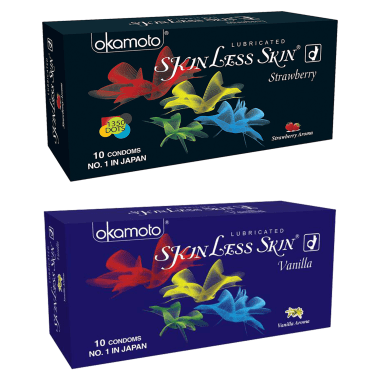 okamoto
LUBRICATED
SKINLESS SKIN®
Strawberry
1350
DOTS
Strawberry Aroma
10 CONDOMS
NO. 1 IN JAPAN
okamoto
LUBRICATED
SKINLESS SKIN®
Vanilla
Vanilla Aroma
10 CONDOMS
NO. 1 IN JAPAN